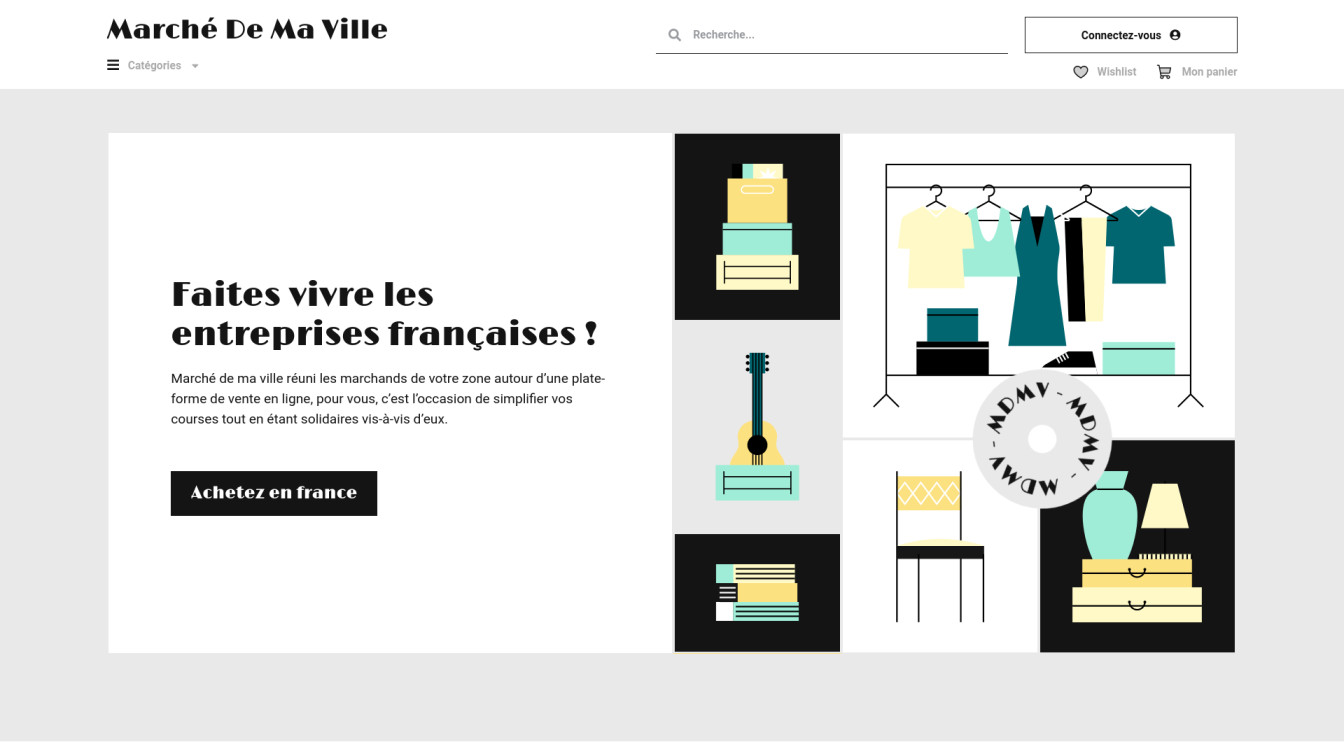 Marché De Ma Ville
Recherche...
Connectez-vous
Catégories
Wishlist
Mon panier
Faites vivre les
entreprises françaises !
Marché de ma ville réuni les marchands de votre zone autour d’une plate-
forme de vente en ligne, pour vous, c’est l’occasion de simplifier vos
courses tout en étant solidaires vis-à-vis d’eux.
Achetez en france
MDMV - MDMV - MDMV -